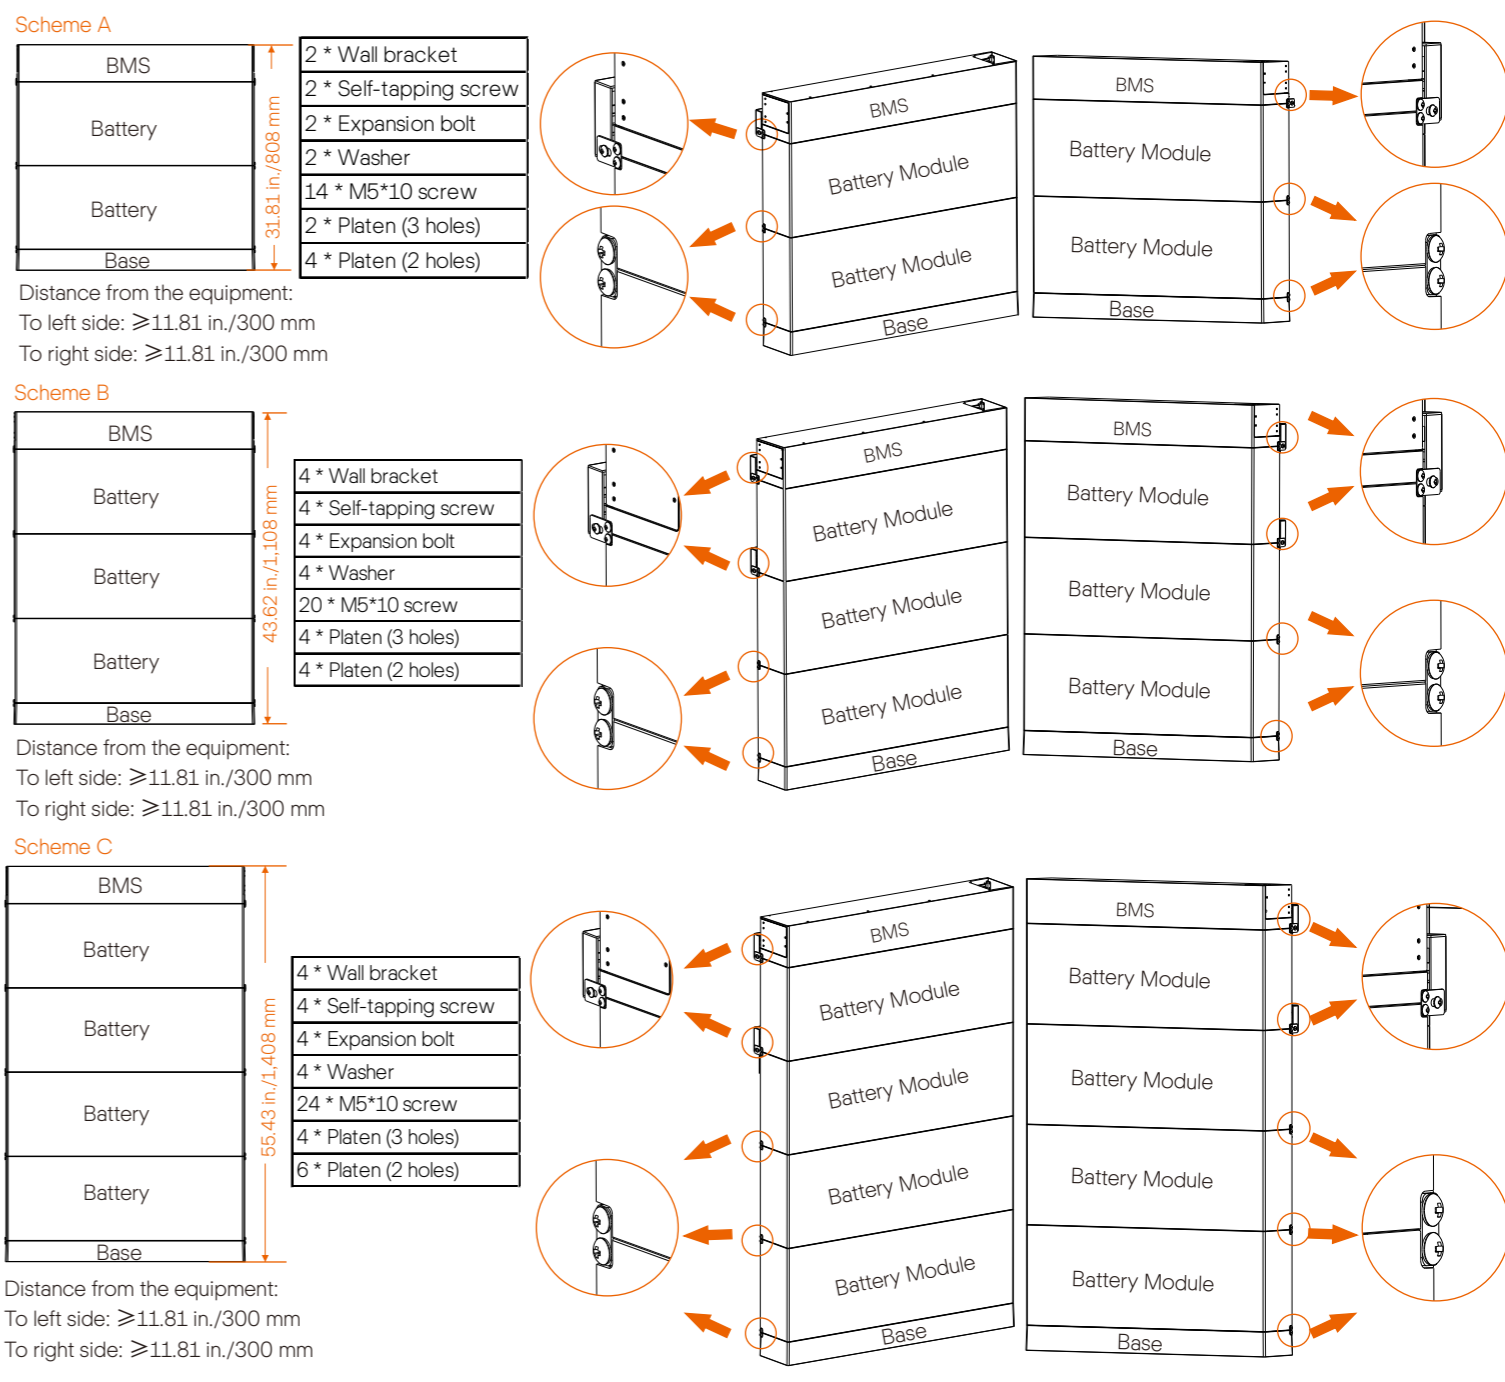 Scheme A
BMS
Battery
Battery
Base
31.81 in./808 mm
2 * Wall bracket
2 * Self-tapping screw
2 * Expansion bolt
2 * Washer
14 * M5*10 screw
2 * Platen (3 holes)
4 * Platen (2 holes)
BMS
Battery Module
Battery Module
Base
BMS
Battery Module
Battery Module
Base
Distance from the equipment:
To left side: ≥11.81 in./300 mm
To right side: ≥11.81 in./300 mm
Scheme B
BMS
Battery
Battery
Battery
Base
43.62 in./1,108 mm
4 * Wall bracket
4 * Self-tapping screw
4 * Expansion bolt
4 * Washer
20 * M5*10 screw
4 * Platen (3 holes)
4 * Platen (2 holes)
BMS
Battery Module
Battery Module
Battery Module
Base
BMS
Battery Module
Battery Module
Battery Module
Base
Distance from the equipment:
To left side: ≥11.81 in./300 mm
To right side: ≥11.81 in./300 mm
Scheme C
BMS
Battery
Battery
Battery
Battery
Base
55.43 in./1,408 mm
4 * Wall bracket
4 * Self-tapping screw
4 * Expansion bolt
4 * Washer
24 * M5*10 screw
4 * Platen (3 holes)
6 * Platen (2 holes)
BMS
Battery Module
Battery Module
Battery Module
Battery Module
Base
BMS
Battery Module
Battery Module
Battery Module
Battery Module
Base
Distance from the equipment:
To left side: ≥11.81 in./300 mm
To right side: ≥11.81 in./300 mm